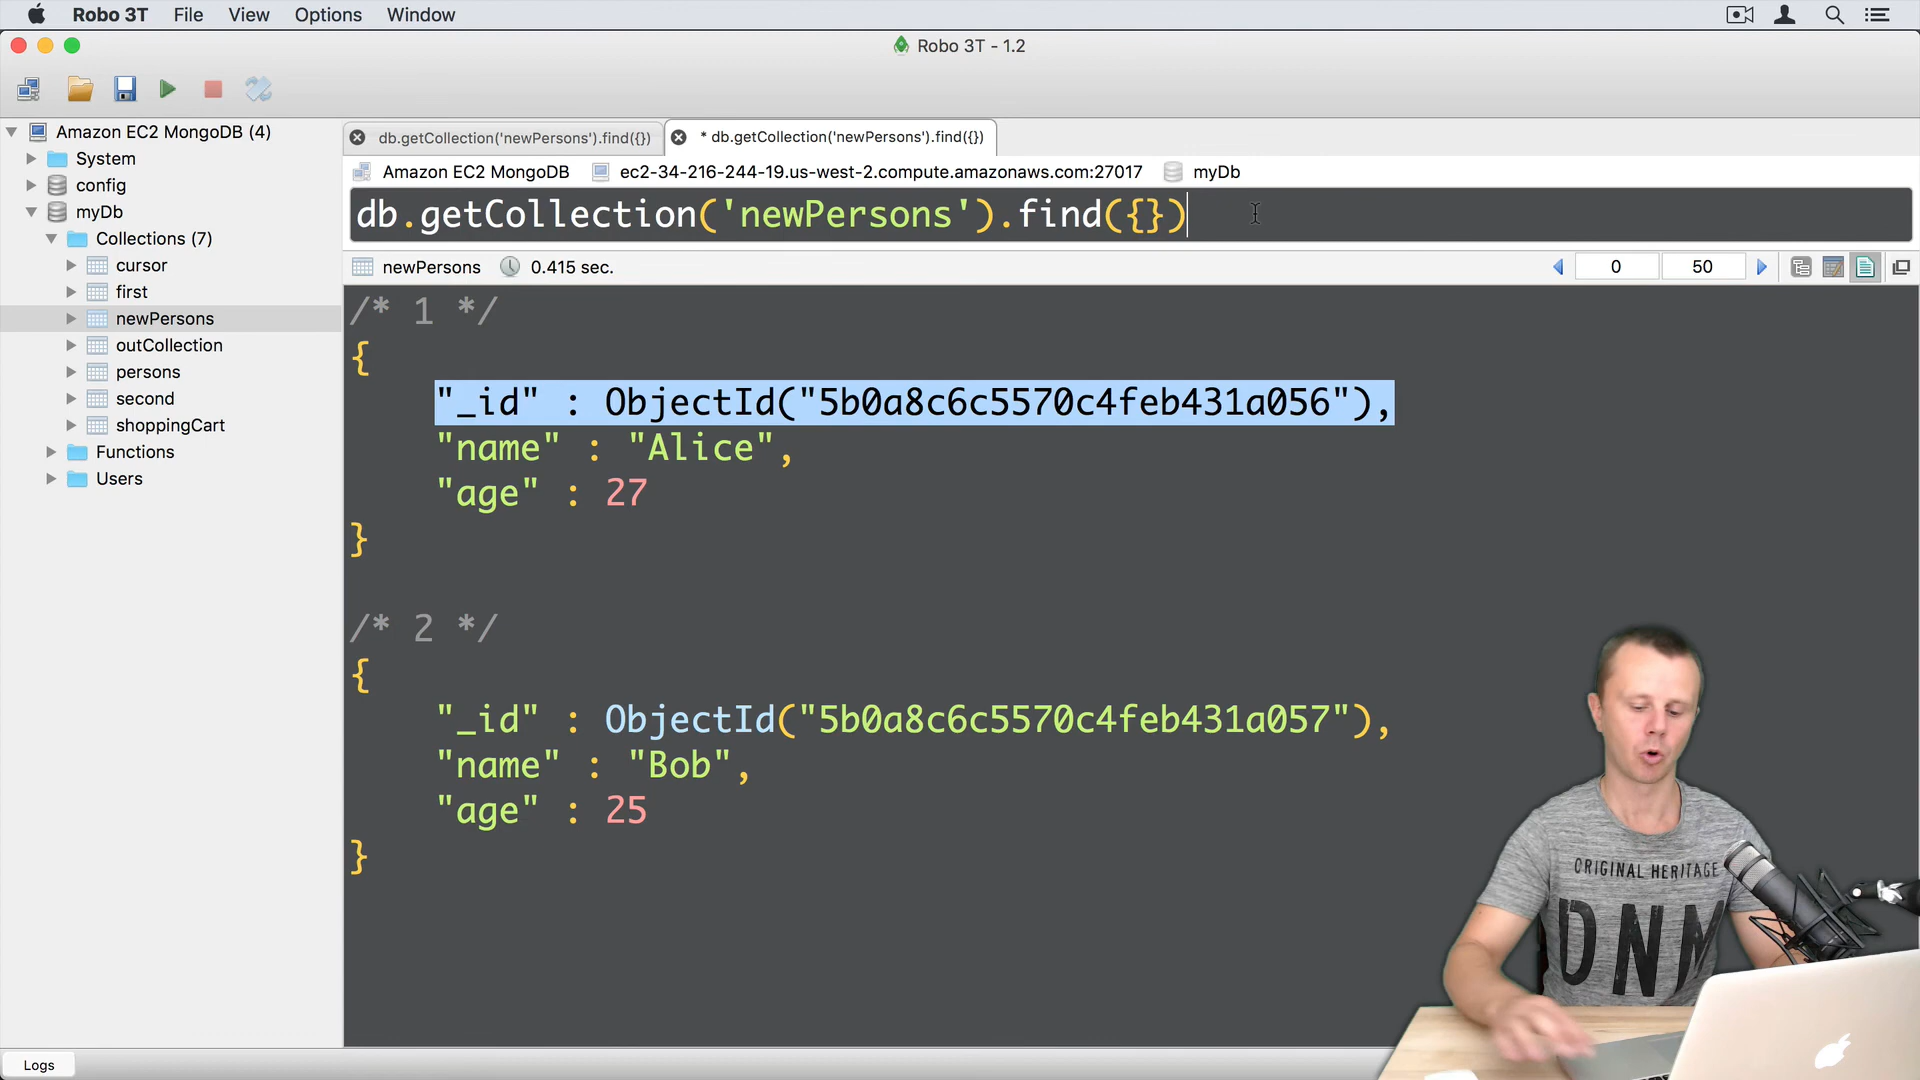 Robo 3T File View Options Window
Robo 3T - 1.2
Amazon EC2 MongoDB (4)
System
config
myDb
Collections (7)
cursor
first
newPersons
outCollection
persons
second
shoppingCart
Functions
Users
db.getCollection('newPersons').find({})
* db.getCollection('newPersons').find({})
Amazon EC2 MongoDB ec2-34-216-244-19.us-west-2.compute.amazonaws.com:27017 myDb
db.getCollection('newPersons').find({})
newPersons 0.415 sec. 0 50
/* 1 */
{
"_id" : ObjectId("5b0a8c6c5570c4feb431a056"),
"name" : "Alice",
"age" : 27
}
/* 2 */
{
"_id" : ObjectId("5b0a8c6c5570c4feb431a057"),
"name" : "Bob",
"age" : 25
}
ORIGINAL HERITAGE
DNM
Logs